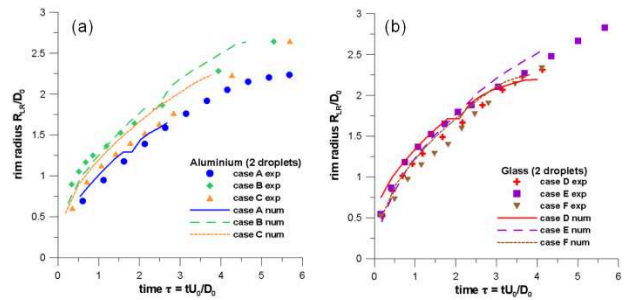 (a)
3
2.5
2
1.5
1
0.5
0
rim radius R_LR/D_0
Aluminium (2 droplets)
case A exp
case B exp
case C exp
case A num
case B num
case C num
0 1 2 3 4 5 6
time τ = tU_0/D_0
(b)
3
2.5
2
1.5
1
0.5
0
rim radius R_LR/D_0
Glass (2 droplets)
case D exp
case E exp
case F exp
case D num
case E num
case F num
0 1 2 3 4 5 6
time τ = tU_0/D_0